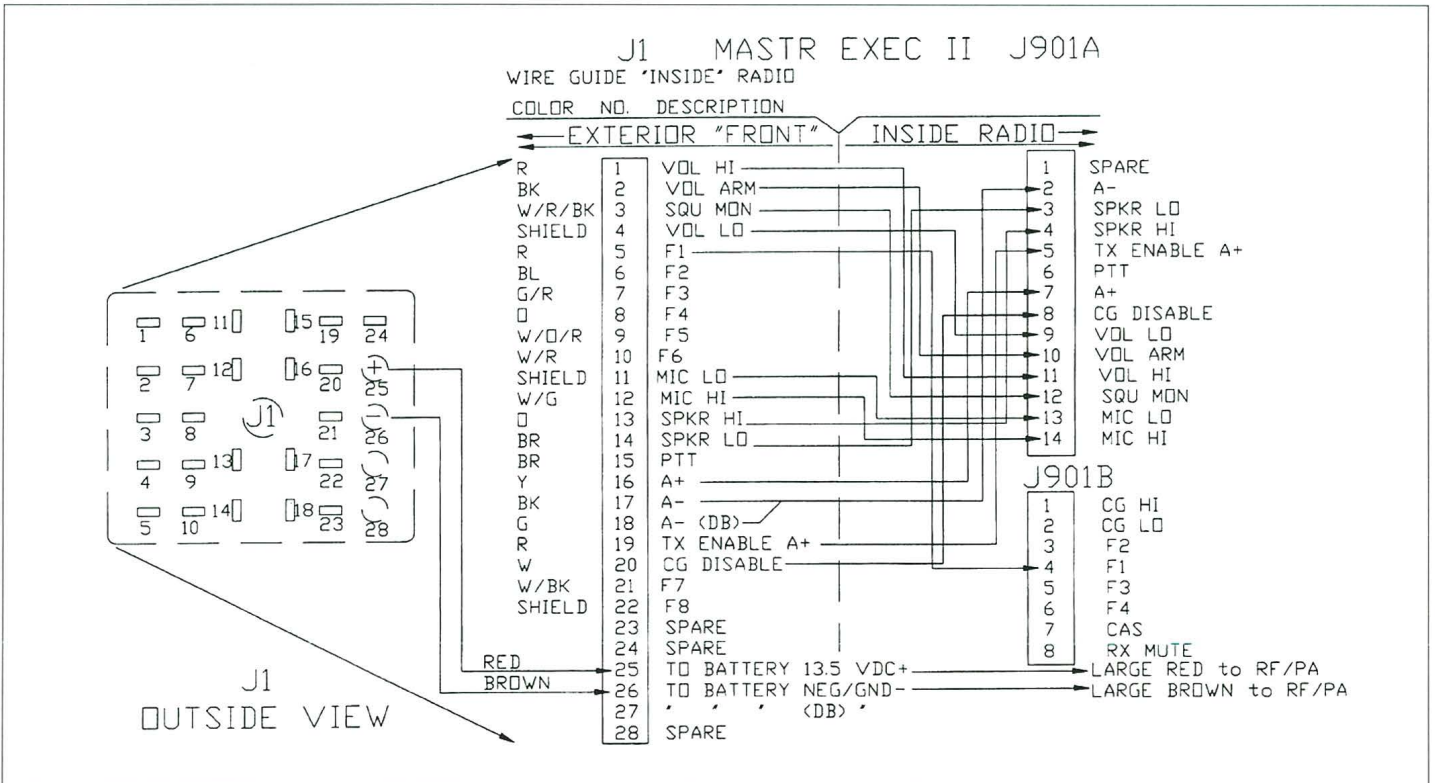 J1 MASTR EXEC II J901A
WIRE GUIDE "INSIDE" RADIO
COLOR NO. DESCRIPTION
EXTERIOR "FRONT" INSIDE RADIO
R 1 VOL HI
BK 2 VOL ARM
W/R/BK 3 SQU MON
SHIELD 4 VOL LO
R 5 F1
BL 6 F2
G/R 7 F3
O 8 F4
W/O/R 9 F5
W/R 10 F6
SHIELD 11 MIC LO
W/G 12 MIC HI
O 13 SPKR HI
BR 14 SPKR LO
BR 15 PTT
Y 16 A+
BK 17 A-
G 18 A- (DB)
R 19 TX ENABLE A+
W 20 CG DISABLE
W/BK 21 F7
SHIELD 22 F8
23 SPARE
24 SPARE
RED 25 TO BATTERY 13.5 VDC+ LARGE RED to RF/PA
BROWN 26 TO BATTERY NEG/GND- LARGE BROWN to RF/PA
27 " " " (DB) "
28 SPARE
1 SPARE
2 A-
3 SPKR LO
4 SPKR HI
5 TX ENABLE A+
6 PTT
7 A+
8 CG DISABLE
9 VOL LO
10 VOL ARM
11 VOL HI
12 SQU MON
13 MIC LO
14 MIC HI
J901B
1 CG HI
2 CG LO
3 F2
4 F1
5 F3
6 F4
7 CAS
8 RX MUTE
1 6 11 15 19 24
2 7 12 16 20 + 25
3 8 J1 21 - 26
4 9 13 17 22 27
5 10 14 18 23 28
J1
OUTSIDE VIEW